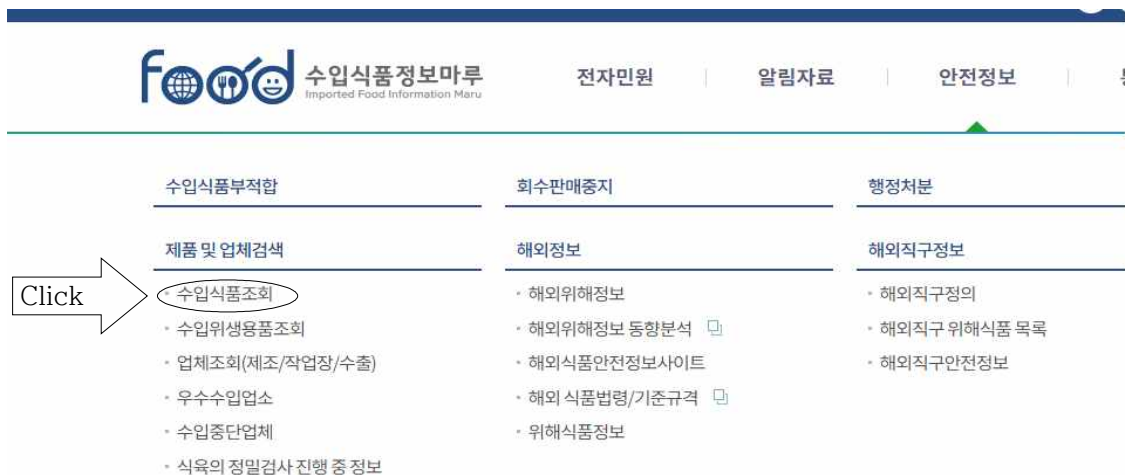 food 수입식품정보마루
Imported Food Information Maru
전자민원
알림자료
안전정보
수입식품부적합
회수판매중지
행정처분
제품 및 업체검색
해외정보
해외직구정보
Click
· 수입식품조회
· 해외위해정보
· 해외직구정의
· 수입위생용품조회
· 해외위해정보 동향분석
· 해외직구 위해식품 목록
· 업체조회(제조/작업장/수출)
· 해외식품안전정보사이트
· 해외직구안전정보
· 우수수입업소
· 해외 식품법령/기준규격
· 수입중단업체
· 위해식품정보
· 식육의 정밀검사 진행 중 정보